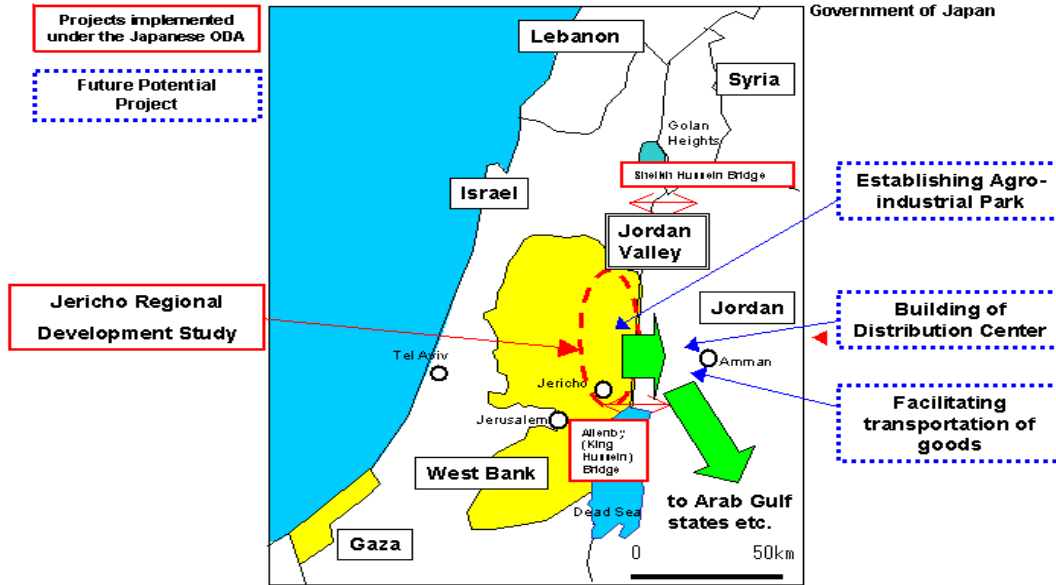 Projects implemented
under the Japanese ODA
Future Potential
Project
Government of Japan
Lebanon
Syria
Golan
Heights
Sheikh Hussein Bridge
Israel
Establishing Agro-
industrial Park
Jordan
Valley
Jericho Regional
Development Study
Jordan
Building of
Distribution Center
Tel Aviv
Amman
Jericho
Facilitating
transportation of
goods
Jerusalem
Allenby
(King
Hussein)
Bridge
West Bank
Dead Sea
to Arab Gulf
states etc.
Gaza
0 50km